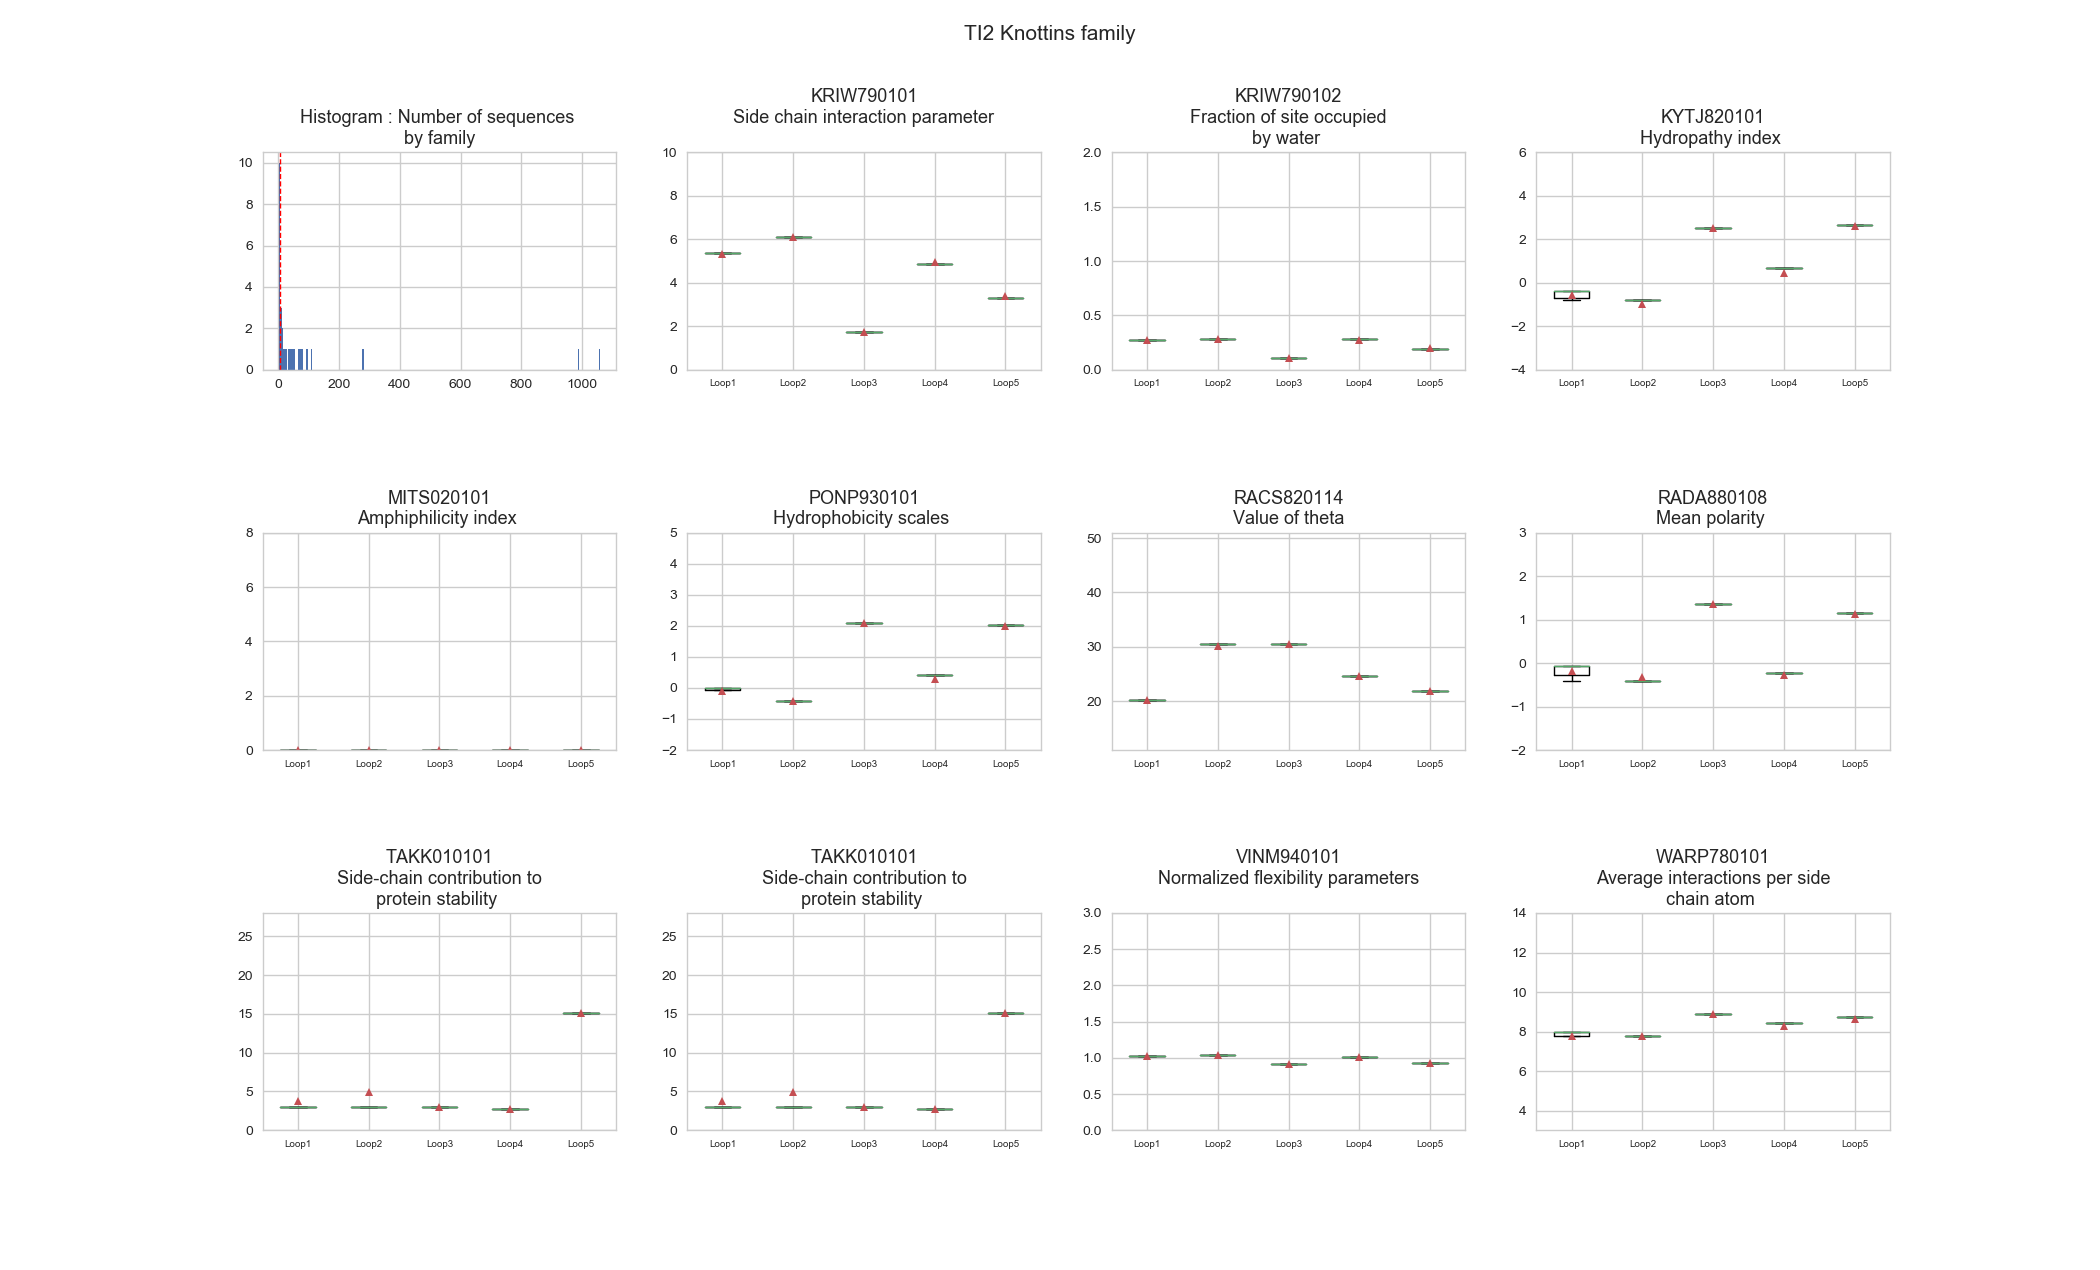 TI2 Knottins family
Histogram : Number of sequences
by family
10
8
6
4
2
0
0 200 400 600 800 1000
KRIW790101
Side chain interaction parameter
10
8
6
4
2
0
Loop1 Loop2 Loop3 Loop4 Loop5
KRIW790102
Fraction of site occupied
by water
2.0
1.5
1.0
0.5
0.0
Loop1 Loop2 Loop3 Loop4 Loop5
KYTJ820101
Hydropathy index
6
4
2
0
−2
−4
Loop1 Loop2 Loop3 Loop4 Loop5
MITS020101
Amphiphilicity index
8
6
4
2
0
Loop1 Loop2 Loop3 Loop4 Loop5
PONP930101
Hydrophobicity scales
5
4
3
2
1
0
−1
−2
Loop1 Loop2 Loop3 Loop4 Loop5
RACS820114
Value of theta
50
40
30
20
Loop1 Loop2 Loop3 Loop4 Loop5
RADA880108
Mean polarity
3
2
1
0
−1
−2
Loop1 Loop2 Loop3 Loop4 Loop5
TAKK010101
Side-chain contribution to
protein stability
25
20
15
10
5
0
Loop1 Loop2 Loop3 Loop4 Loop5
TAKK010101
Side-chain contribution to
protein stability
25
20
15
10
5
0
Loop1 Loop2 Loop3 Loop4 Loop5
VINM940101
Normalized flexibility parameters
3.0
2.5
2.0
1.5
1.0
0.5
0.0
Loop1 Loop2 Loop3 Loop4 Loop5
WARP780101
Average interactions per side
chain atom
14
12
10
8
6
4
Loop1 Loop2 Loop3 Loop4 Loop5